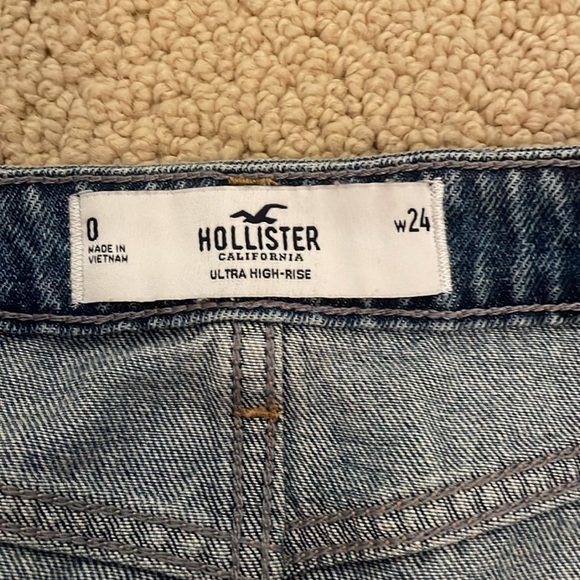 0
MADE IN
VIETNAM
HOLLISTER
CALIFORNIA
ULTRA HIGH-RISE
W24